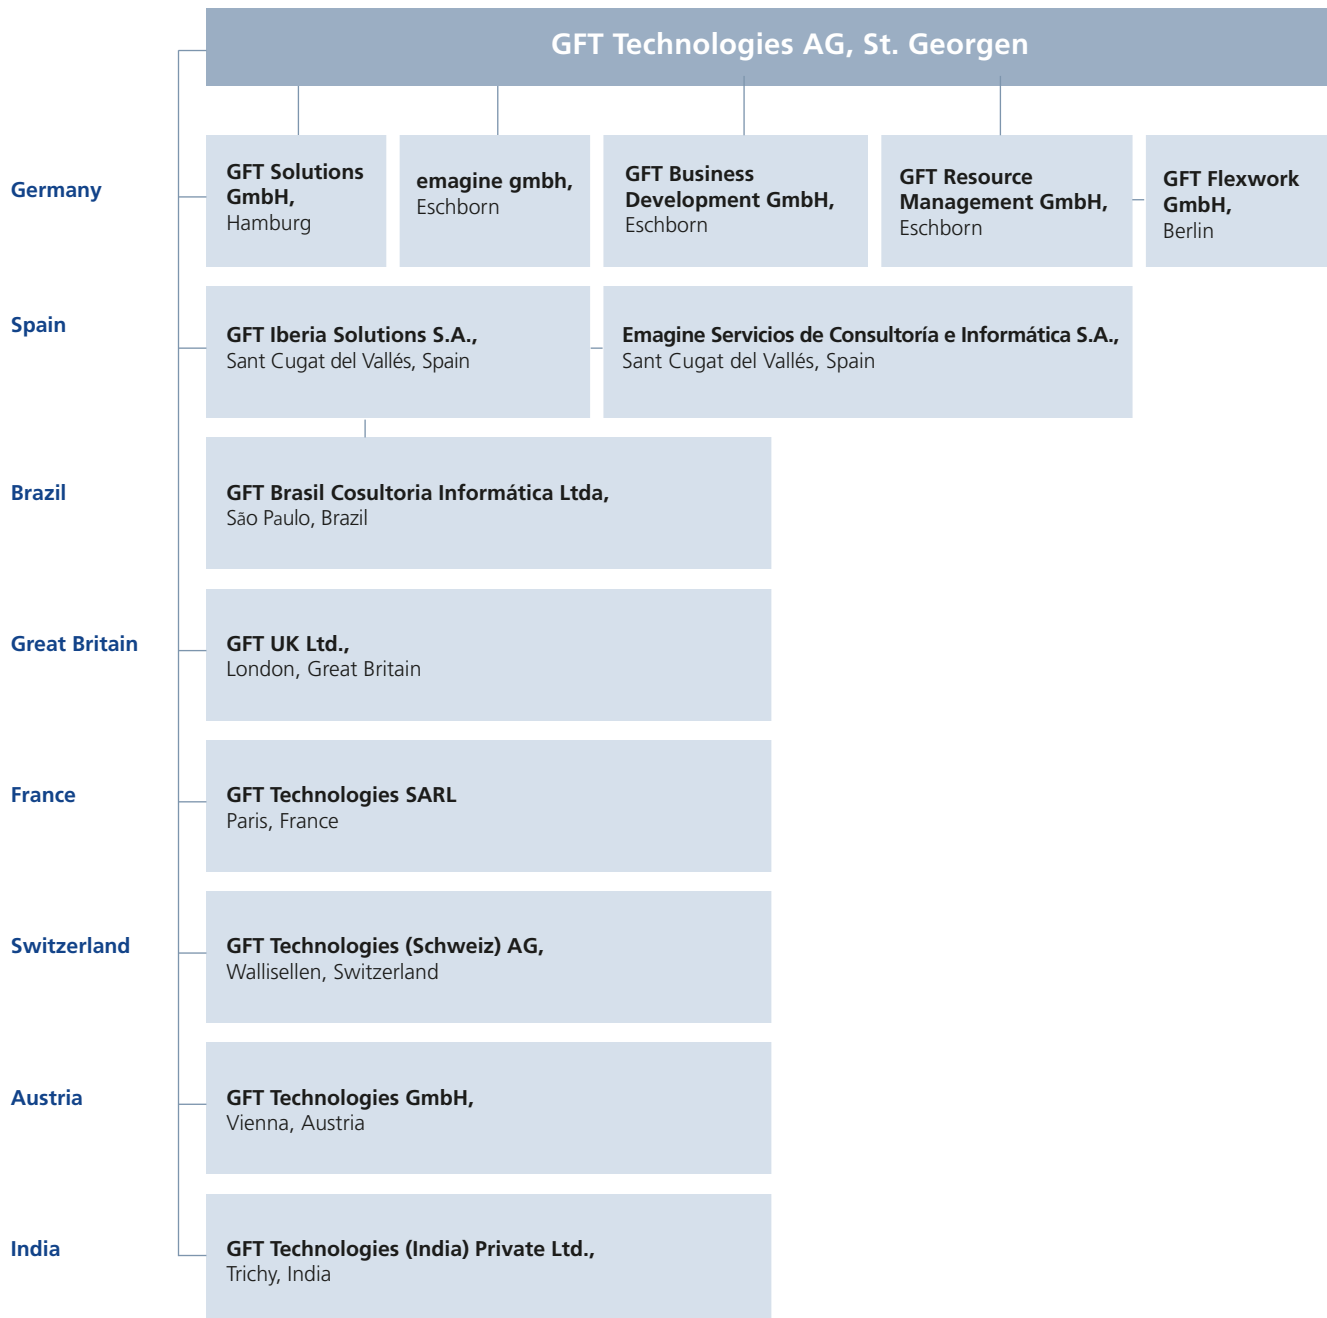 GFT Technologies AG, St. Georgen
Germany
GFT Solutions
GmbH,
Hamburg
emagine gmbh,
Eschborn
GFT Business
Development GmbH,
Eschborn
GFT Resource
Management GmbH,
Eschborn
GFT Flexwork
GmbH,
Berlin
Spain
GFT Iberia Solutions S.A.,
Sant Cugat del Vallés, Spain
Emagine Servicios de Consultoría e Informática S.A.,
Sant Cugat del Vallés, Spain
Brazil
GFT Brasil Cosultoria Informática Ltda,
São Paulo, Brazil
Great Britain
GFT UK Ltd.,
London, Great Britain
France
GFT Technologies SARL
Paris, France
Switzerland
GFT Technologies (Schweiz) AG,
Wallisellen, Switzerland
Austria
GFT Technologies GmbH,
Vienna, Austria
India
GFT Technologies (India) Private Ltd.,
Trichy, India